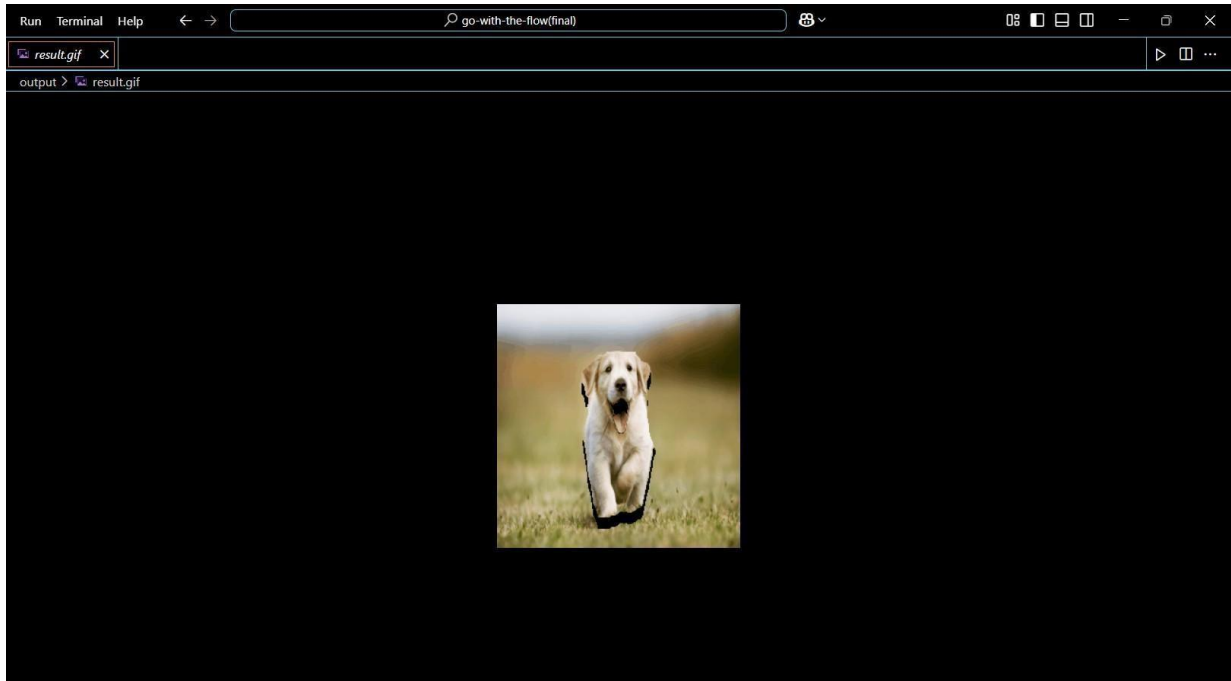 Run Terminal Help go-with-the-flow(final)
result.gif
output > result.gif